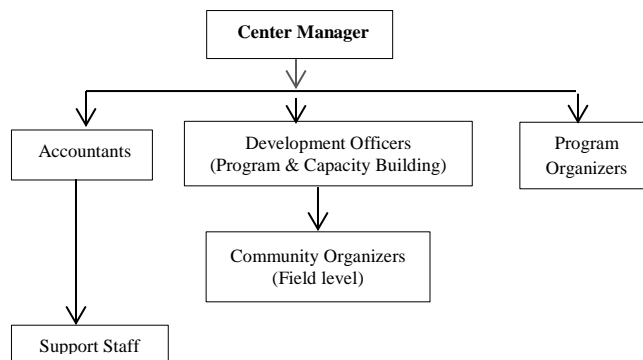 Center Manager
Accountants
Development Officers
(Program & Capacity Building)
Program
Organizers
Community Organizers
(Field level)
Support Staff